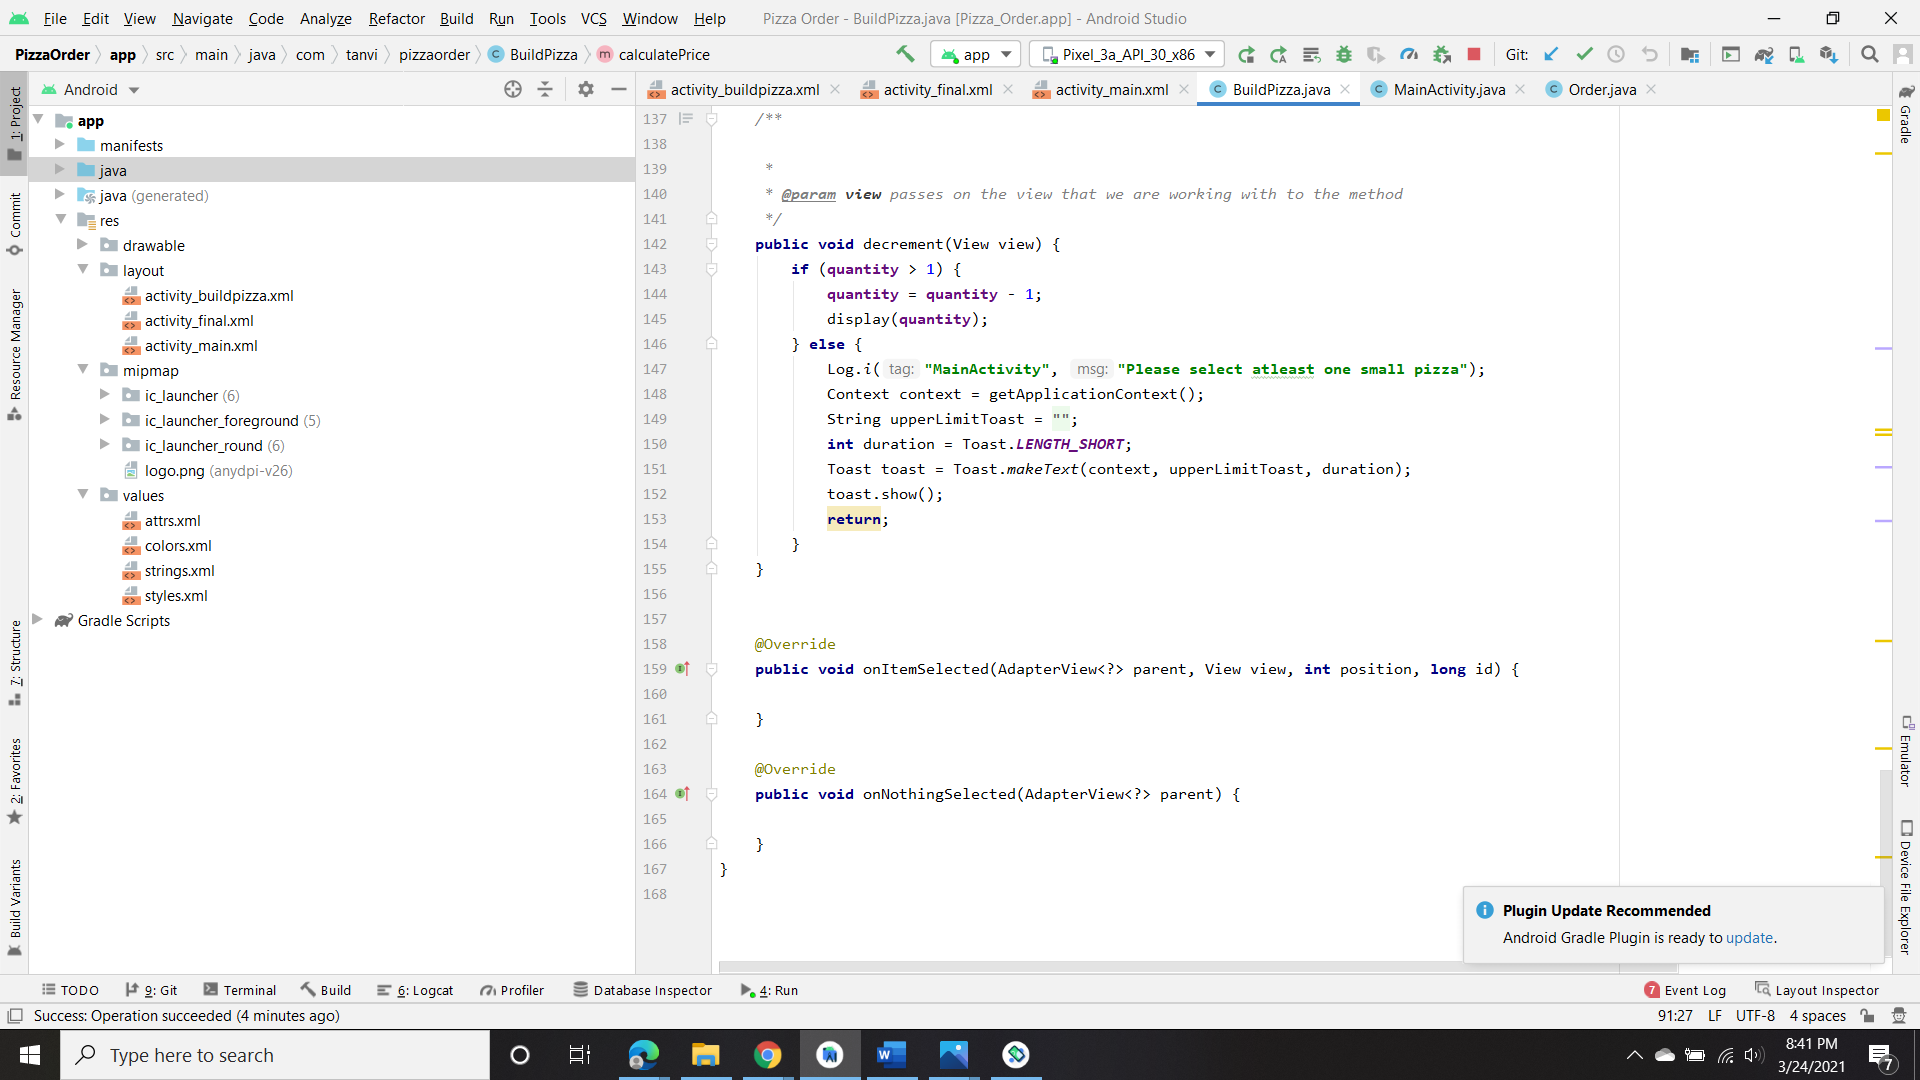 File Edit View Navigate Code Analyze Refactor Build Run Tools VCS Window Help Pizza Order - BuildPizza.java [Pizza_Order.app] - Android Studio
PizzaOrder app src main java com tanvi pizzaorder C BuildPizza m calculatePrice app Pixel_3a_API_30_x86 Git:
Android
activity_buildpizza.xml activity_final.xml activity_main.xml C BuildPizza.java C MainActivity.java C Order.java
1: Project
Commit
Resource Manager
7: Structure
2: Favorites
Build Variants
app
manifests
java
java (generated)
res
drawable
layout
activity_buildpizza.xml
activity_final.xml
activity_main.xml
mipmap
ic_launcher (6)
ic_launcher_foreground (5)
ic_launcher_round (6)
logo.png (anydpi-v26)
values
attrs.xml
colors.xml
strings.xml
styles.xml
Gradle Scripts
137 /**
138
139 *
140 * @param view passes on the view that we are working with to the method
141 */
142 public void decrement(View view) {
143 if (quantity > 1) {
144 quantity = quantity - 1;
145 display(quantity);
146 } else {
147 Log.i( tag: "MainActivity", msg: "Please select atleast one small pizza");
148 Context context = getApplicationContext();
149 String upperLimitToast = "";
150 int duration = Toast.LENGTH_SHORT;
151 Toast toast = Toast.makeText(context, upperLimitToast, duration);
152 toast.show();
153 return;
154 }
155 }
156
157
158 @Override
159 public void onItemSelected(AdapterView<?> parent, View view, int position, long id) {
160
161 }
162
163 @Override
164 public void onNothingSelected(AdapterView<?> parent) {
165
166 }
167 }
168
Gradle
Emulator
Device File Explorer
Plugin Update Recommended
Android Gradle Plugin is ready to update.
TODO 9: Git Terminal Build 6: Logcat Profiler Database Inspector 4: Run 7 Event Log Layout Inspector
Success: Operation succeeded (4 minutes ago) 91:27 LF UTF-8 4 spaces
Type here to search
8:41 PM
3/24/2021
7